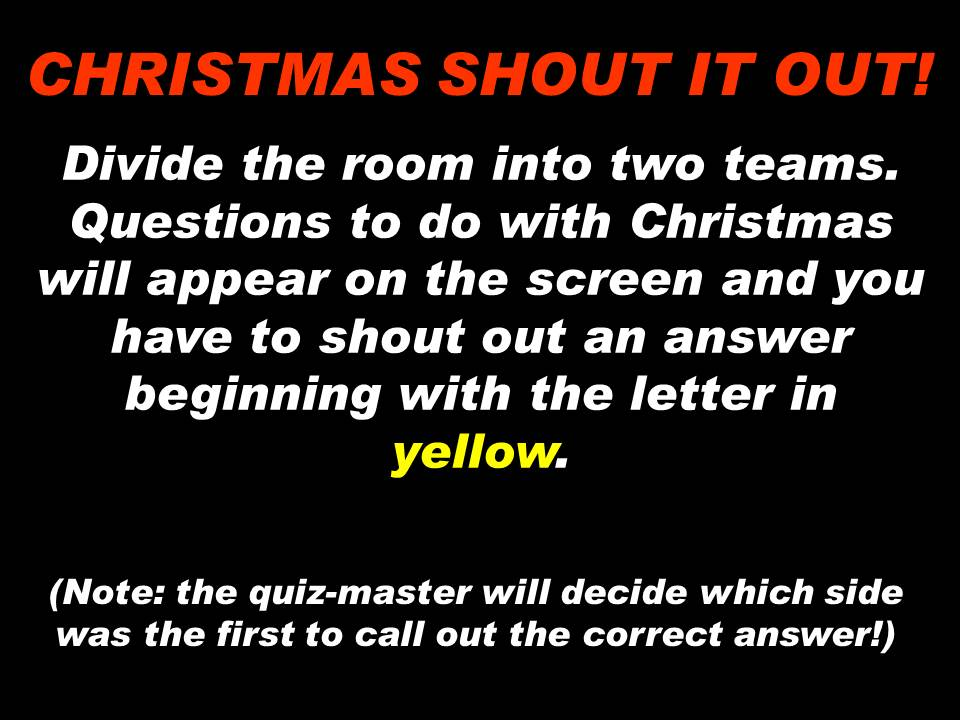 CHRISTMAS SHOUT IT OUT!
Divide the room into two teams.
Questions to do with Christmas
will appear on the screen and you
have to shout out an answer
beginning with the letter in
yellow.
(Note: the quiz-master will decide which side
was the first to call out the correct answer!)